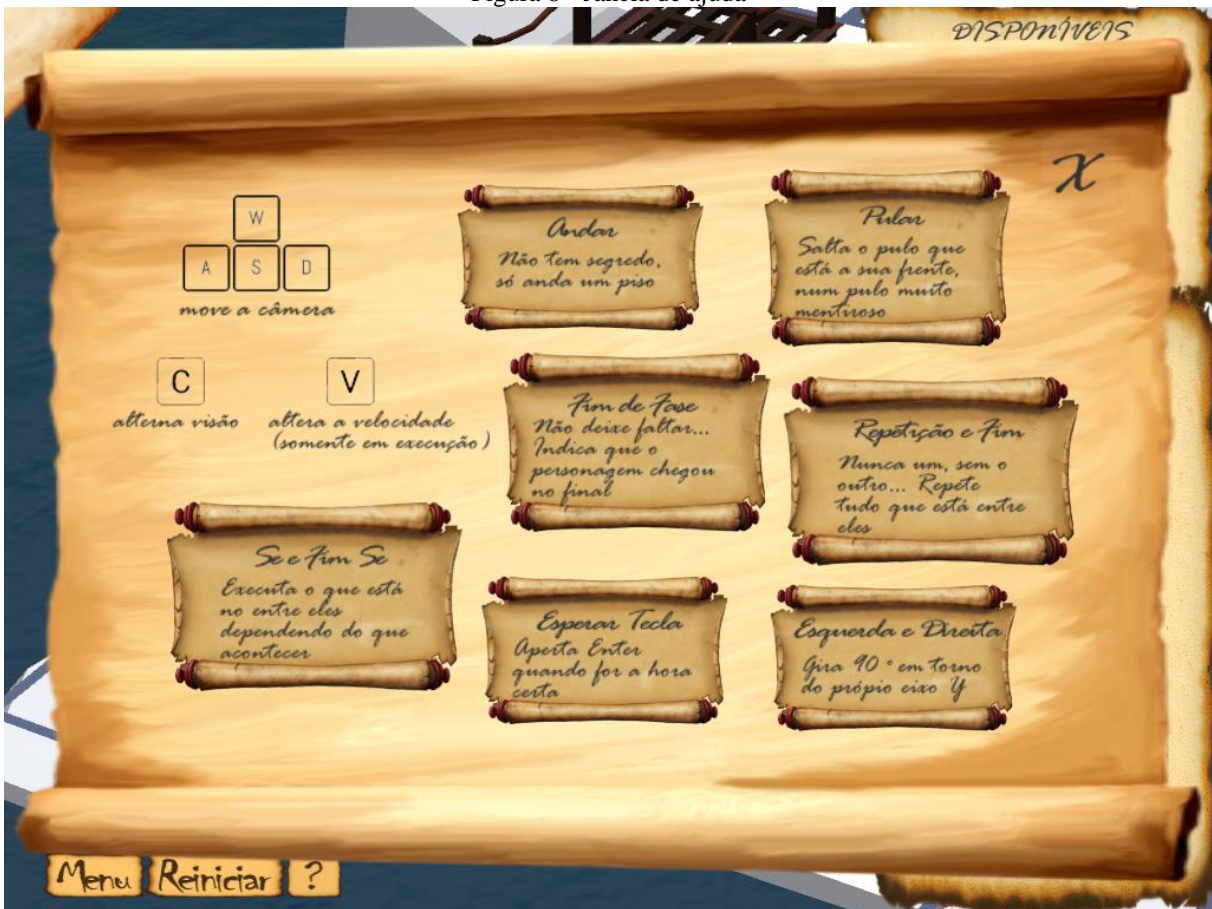 DISPONÍVEIS
X
W
A S D
move a câmera
C
alterna visão
V
altera a velocidade
(somente em execução)
Andar
Não tem segredo,
só anda um piso
Pular
Salta o pulo que
está a sua frente,
num pulo muito
mentiroso
Fim de Fase
Não deixe faltar...
Indica que o
personagem chegou
no final
Repetição e Fim
Nunca um, sem o
outro... Repete
tudo que está entre
eles
Se e Fim Se
Executa o que está
no entre eles
dependendo do que
acontecer
Esperar Tecla
Aperta Enter
quando for a hora
certa
Esquerda e Direita
Gira 90° em torno
do própio eixo Y
Menu Reiniciar ?